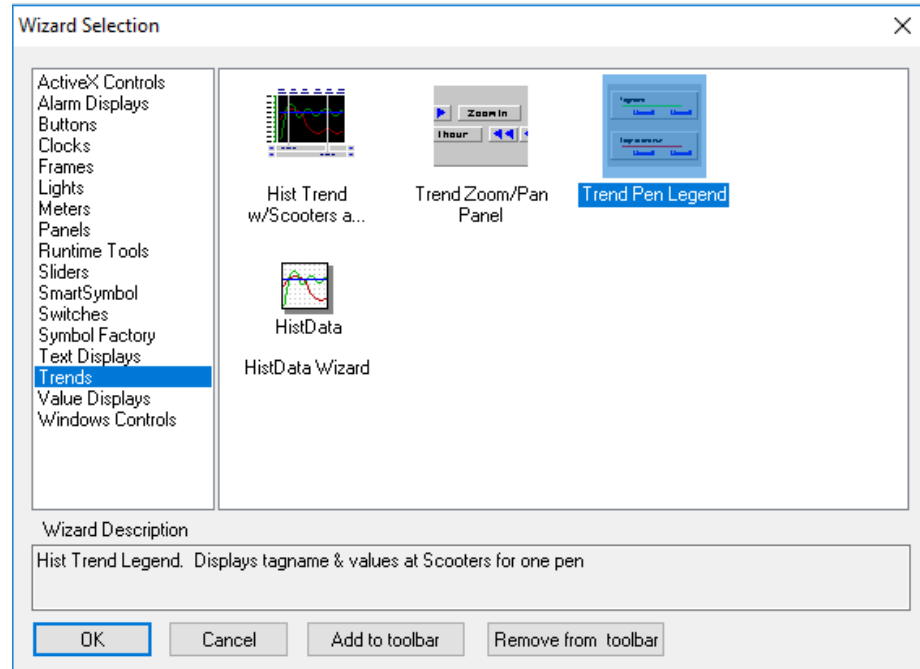 Wizard Selection
ActiveX Controls
Alarm Displays
Buttons
Clocks
Frames
Lights
Meters
Panels
Runtime Tools
Sliders
SmartSymbol
Switches
Symbol Factory
Text Displays
Trends
Value Displays
Windows Controls
Zoom In
1hour
Hist Trend
w/Scooters a...
Trend Zoom/Pan
Panel
Trend Pen Legend
HistData
HistData Wizard
Wizard Description
Hist Trend Legend.  Displays tagname & values at Scooters for one pen
OK
Cancel
Add to toolbar
Remove from  toolbar